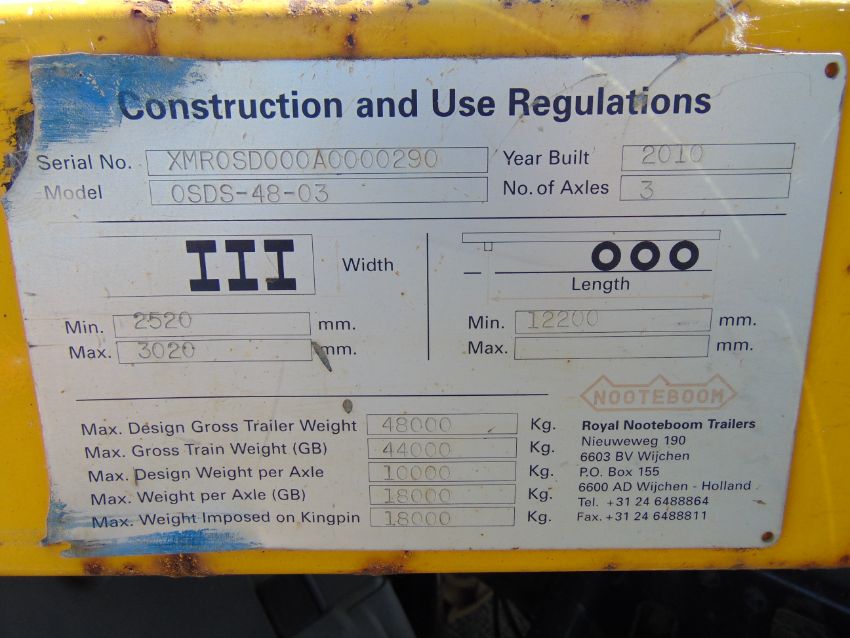 Construction and Use Regulations
Serial No. XMR0SD000A0000290 Year Built 2010
Model OSDS-48-03 No. of Axles 3
Width
Length
Min. 2520 mm. Min. 12200 mm.
Max. 3020 mm. Max. mm.
NOOTEBOOM
Max. Design Gross Trailer Weight 48000 Kg. Royal Nooteboom Trailers
Max. Gross Train Weight (GB) 44000 Kg. Nieuweweg 190
6603 BV Wijchen
Max. Design Weight per Axle 10000 Kg. P.O. Box 155
Max. Weight per Axle (GB) 18000 Kg. 6600 AD Wijchen - Holland
Tel. +31 24 6488864
Max. Weight Imposed on Kingpin 18000 Kg. Fax. +31 24 6488811